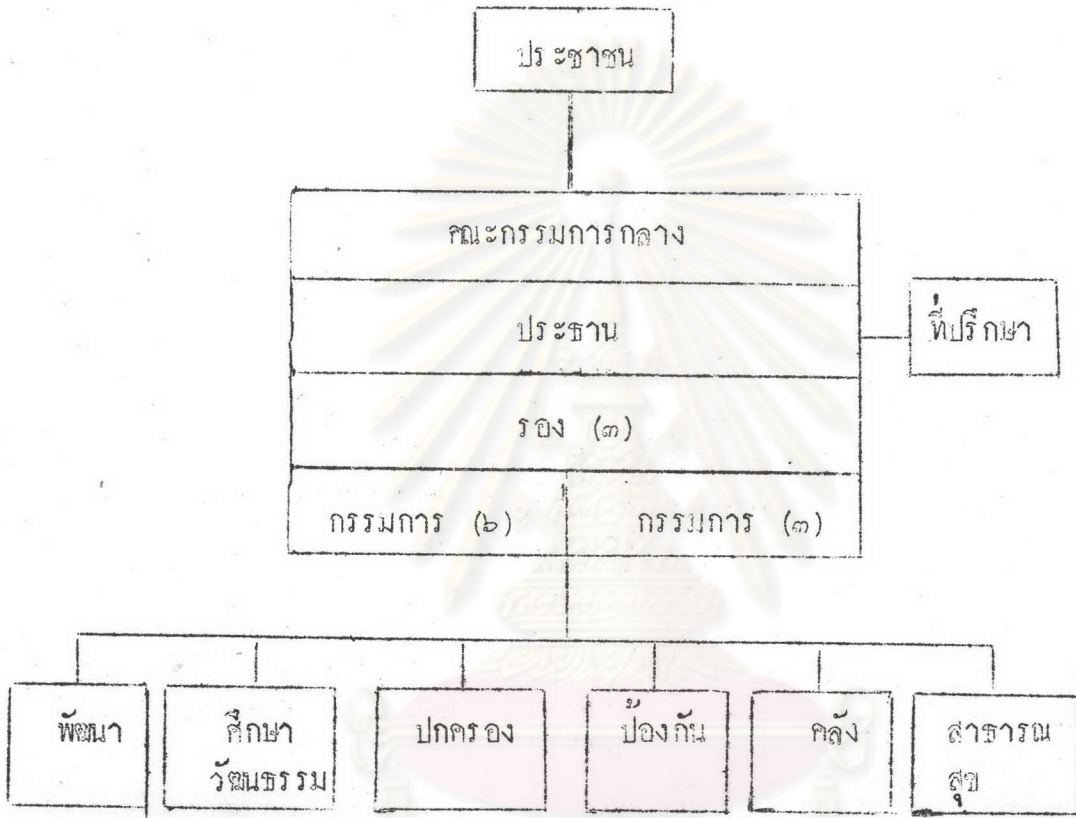 ประชาชน
คณะกรรมการกลาง
ประธาน
ที่ปรึกษา
รอง (๓)
กรรมการ (๖) กรรมการ (๓)
พัฒนา
ศึกษา
วัฒนธรรม
ปกครอง
ป้องกัน
คลัง
สาธารณ
สุข